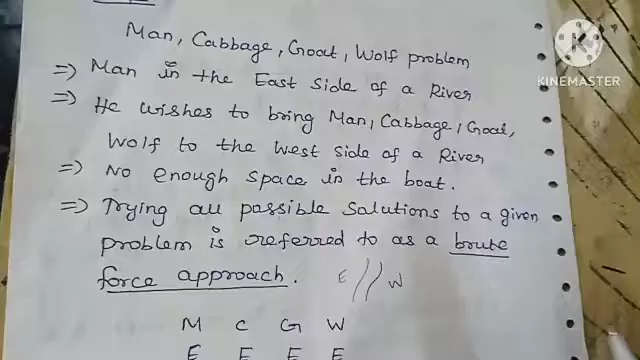 Man, Cabbage, Goat, Wolf problem
KINEMASTER
=> Man in the East side of a River
=> He wishes to bring Man, Cabbage, Goat,
Wolf to the west side of a River
=> No enough space in the boat.
=> Trying all possible solutions to a given
problem is referred to as a brute
force approach. E // W
M C G W
E E E E